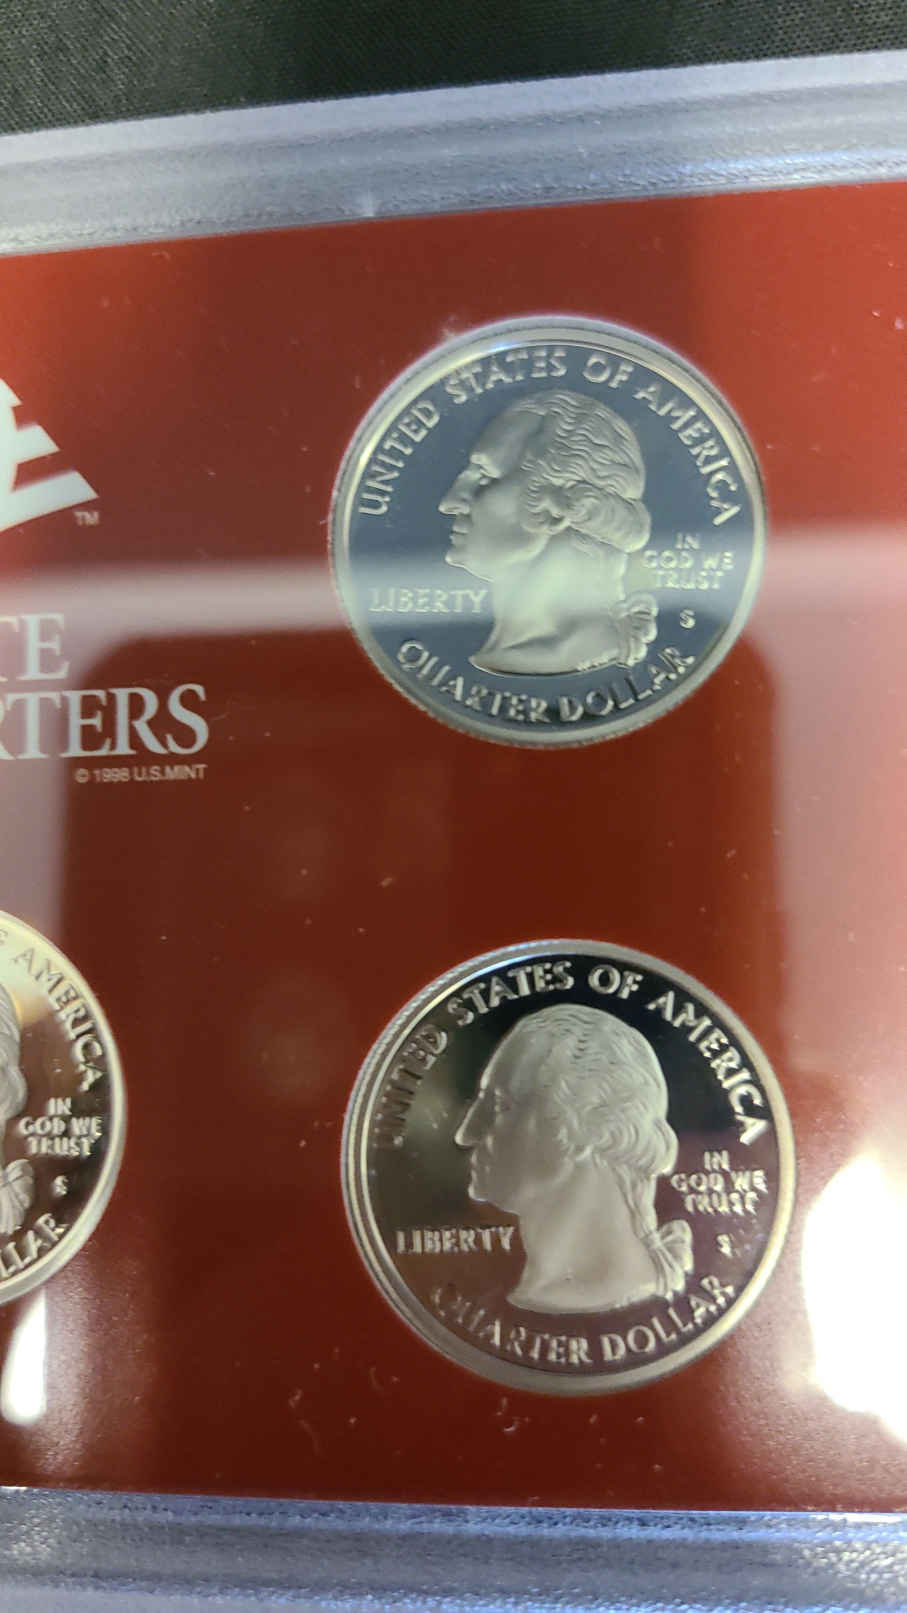 UNITED STATES OF AMERICA
IN
GOD WE
TRUST
LIBERTY
S
QUARTER DOLLAR
™
TE
RTERS
© 1998 U.S.MINT
AMERICA
IN
GOD WE
TRUST
S
LLAR
UNITED STATES OF AMERICA
IN
GOD WE
TRUST
LIBERTY
S
QUARTER DOLLAR